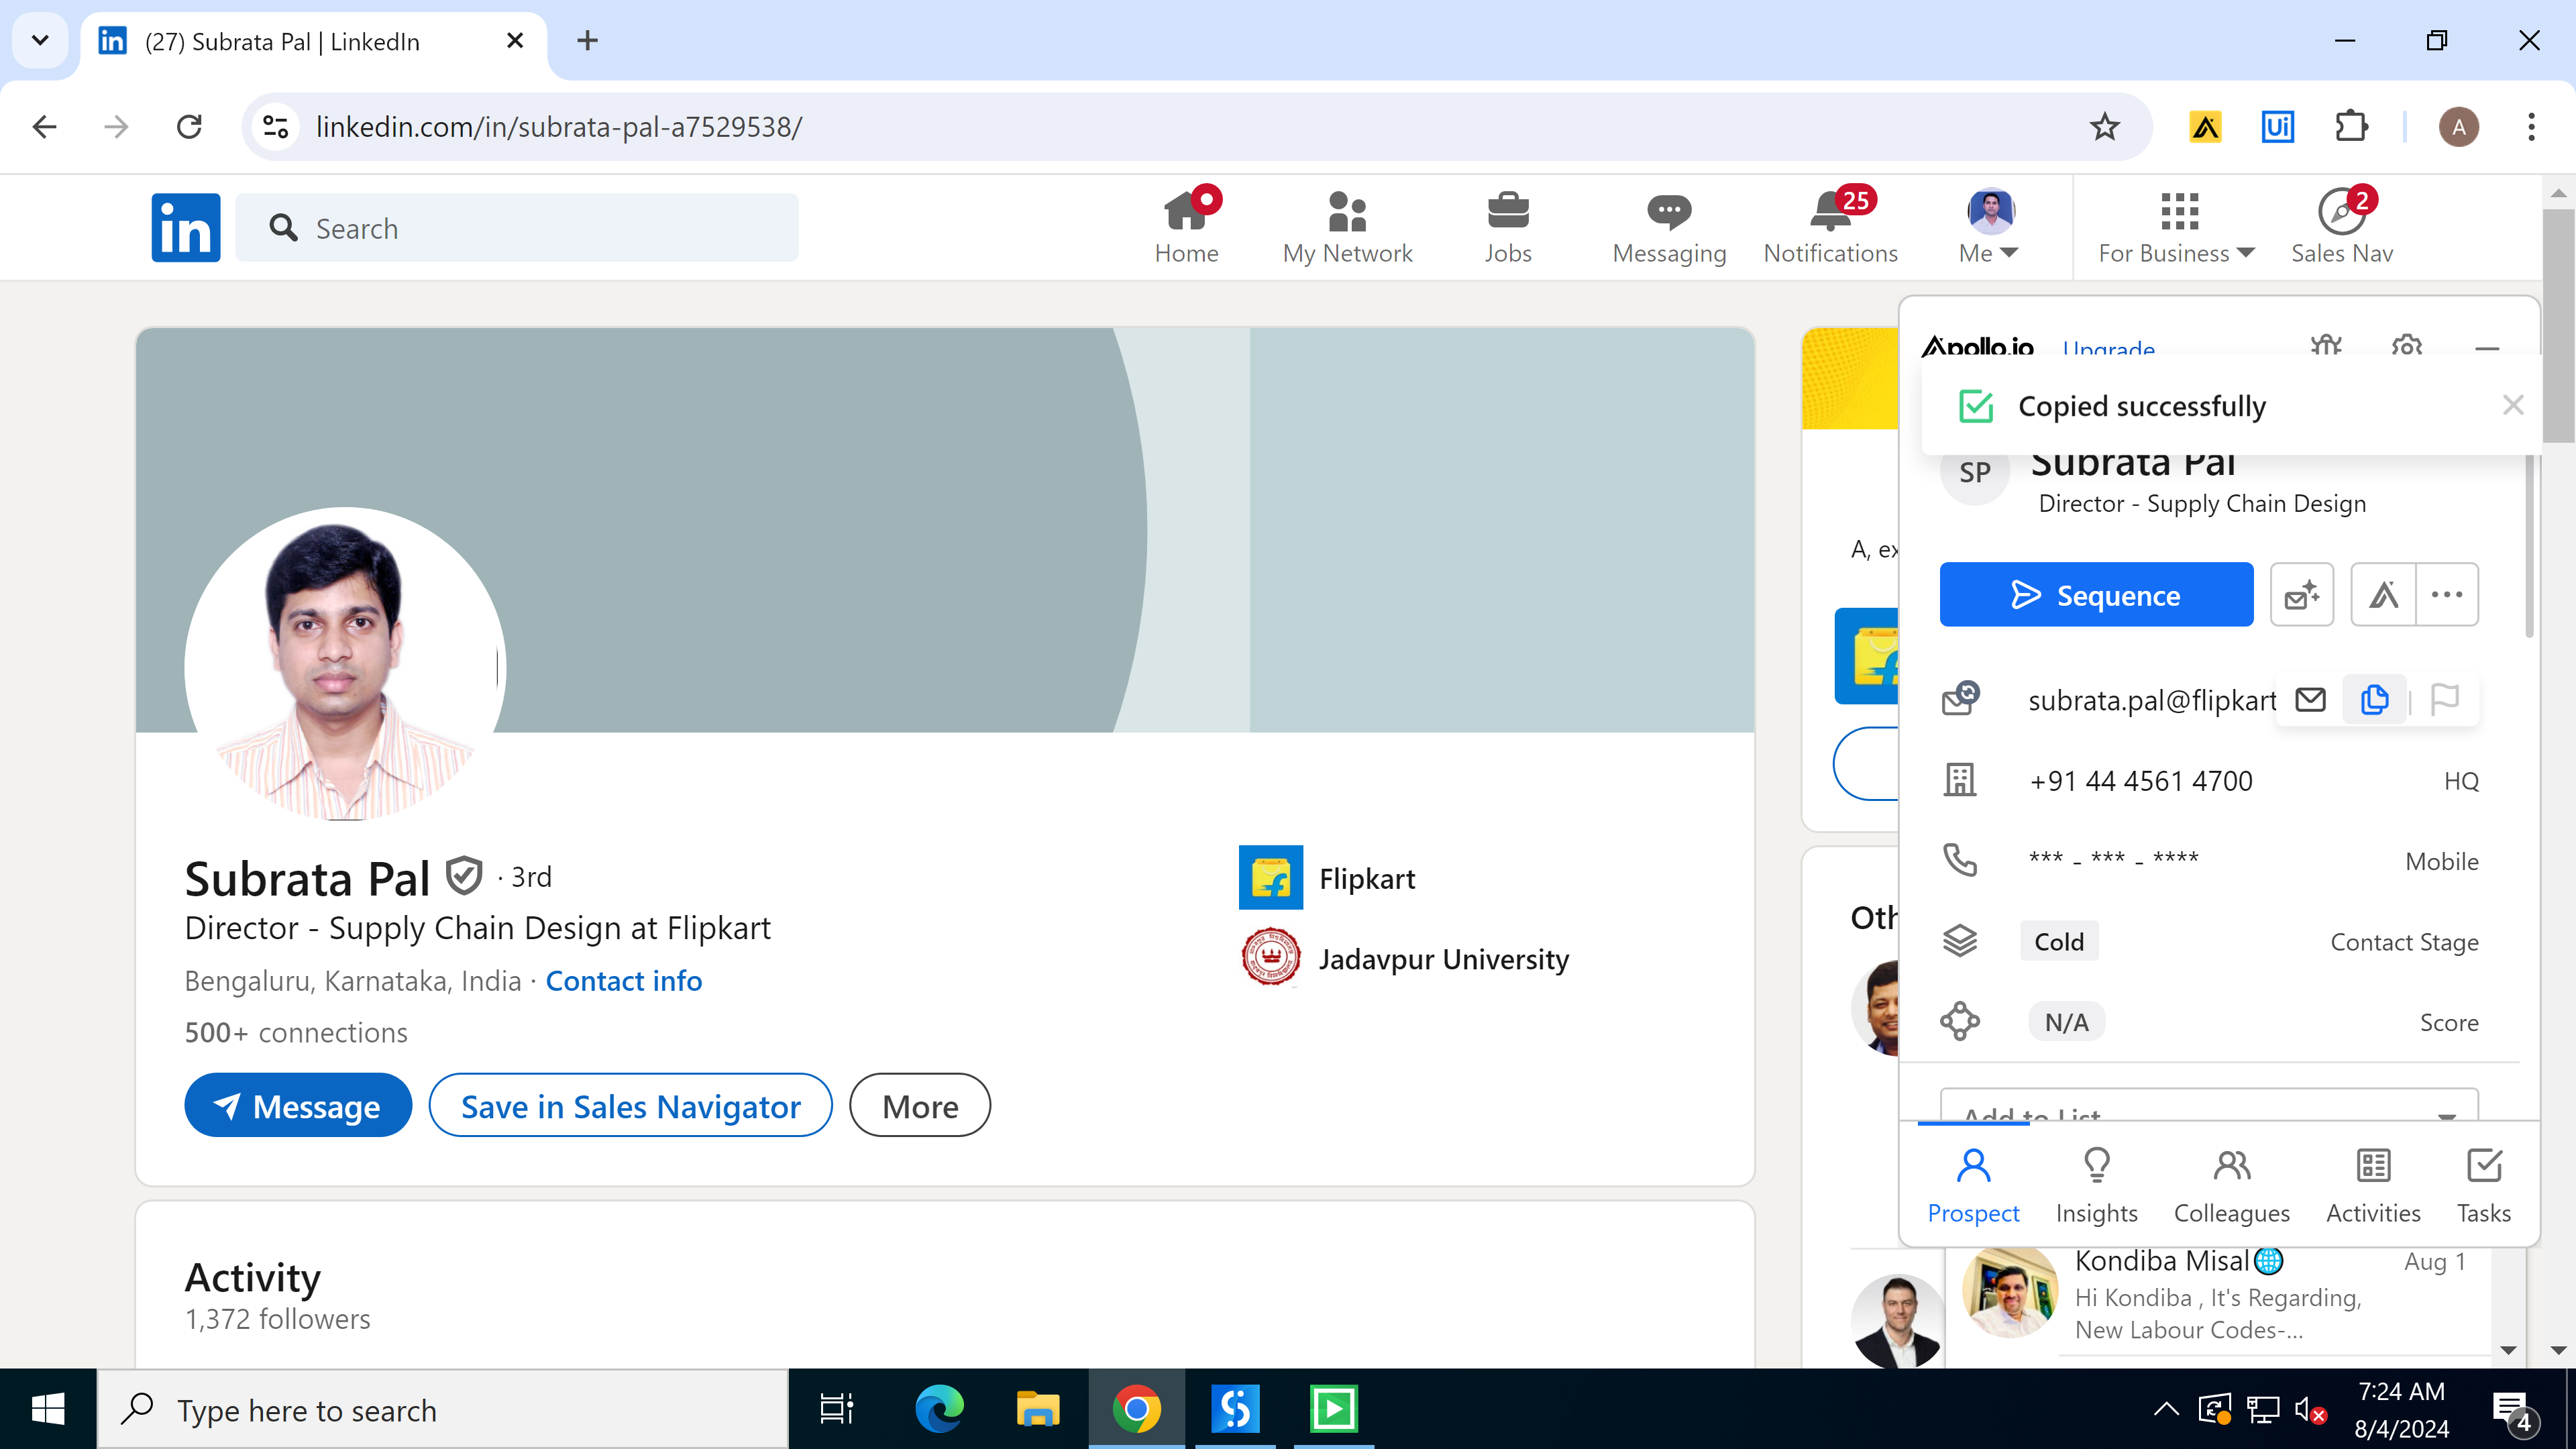 (27) Subrata Pal | LinkedIn
linkedin.com/in/subrata-pal-a7529538/
A
in
Search
Home
My Network
Jobs
Messaging
25
Notifications
Me
For Business
2
Sales Nav
Apollo.io
Upgrade
Copied successfully
SP
Subrata Pal
Director - Supply Chain Design
A, ex
Sequence
subrata.pal@flipkart
+91 44 4561 4700
HQ
*** - *** - ****
Mobile
Cold
Contact Stage
N/A
Score
Add to List
Prospect
Insights
Colleagues
Activities
Tasks
Subrata Pal · 3rd
Director - Supply Chain Design at Flipkart
Bengaluru, Karnataka, India · Contact info
500+ connections
Message
Save in Sales Navigator
More
Flipkart
Jadavpur University
Oth
Activity
1,372 followers
Kondiba Misal
Aug 1
Hi Kondiba , It's Regarding,
New Labour Codes-...
Type here to search
7:24 AM
8/4/2024
4